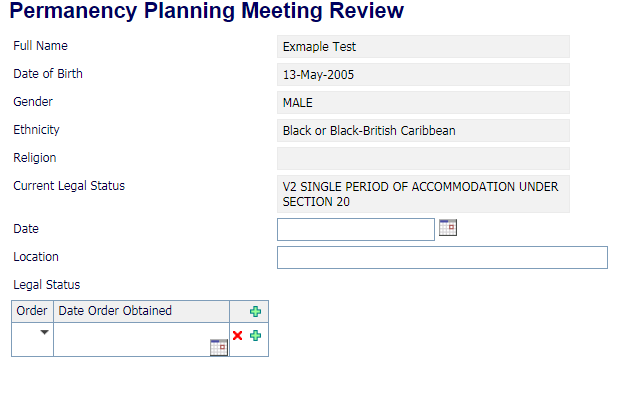 Permanency Planning Meeting Review
Full Name
Exmaple Test
Date of Birth
13-May-2005
Gender
MALE
Ethnicity
Black or Black-British Caribbean
Religion
Current Legal Status
V2 SINGLE PERIOD OF ACCOMMODATION UNDER
SECTION 20
Date
Location
Legal Status
Order
Date Order Obtained